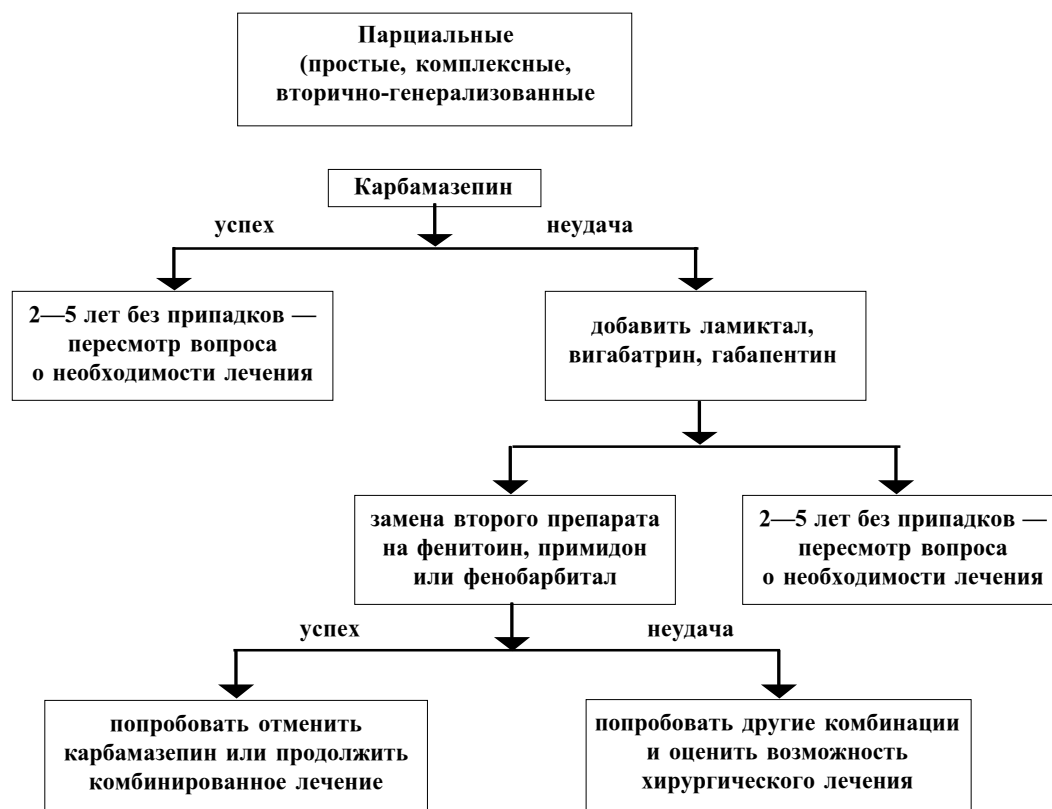 Парциальные
(простые, комплексные,
вторично-генерализованные
Карбамазепин
успех
неудача
2—5 лет без припадков —
пересмотр вопроса
о необходимости лечения
добавить ламиктал,
вигабатрин, габапентин
замена второго препарата
на фенитоин, примидон
или фенобарбитал
2—5 лет без припадков —
пересмотр вопроса
о необходимости лечения
успех
неудача
попробовать отменить
карбамазепин или продолжить
комбинированное лечение
попробовать другие комбинации
и оценить возможность
хирургического лечения